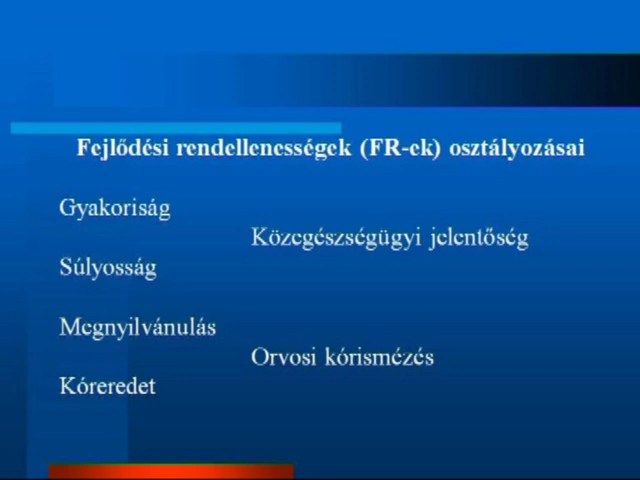 Fejlődési rendellenességek (FR-ek) osztályozásai
Gyakoriság
Közegészségügyi jelentőség
Súlyosság
Megnyilvánulás
Orvosi kórismézés
Kóreredet